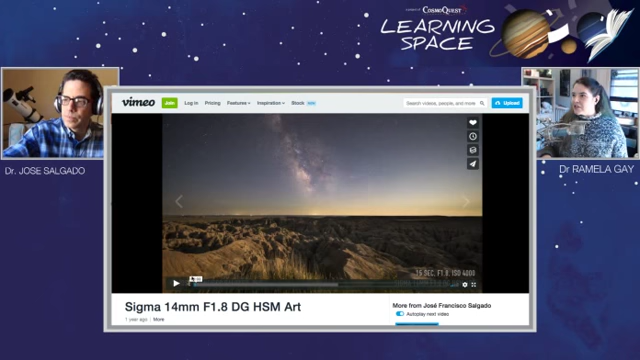 a project of CosmoQuest
LEARNING
SPACE
vimeo
Join
Log in
Pricing
Features
Inspiration
Stock
Search videos, people, and more
Upload
Dr. JOSE SALGADO
Dr RAMELA GAY
15 SEC, F1.8, ISO 4000
Sigma 14mm F1.8 DG HSM Art
1 year ago
More
More from José Francisco Salgado
Autoplay next video